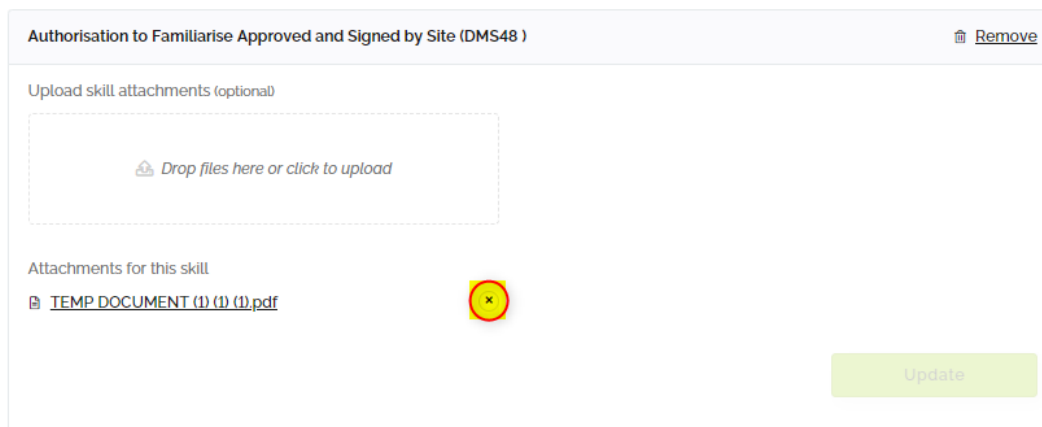 Authorisation to Familiarise Approved and Signed by Site (DMS48 )
Remove
Upload skill attachments (optional)
Drop files here or click to upload
Attachments for this skill
TEMP DOCUMENT (1) (1) (1).pdf
Update